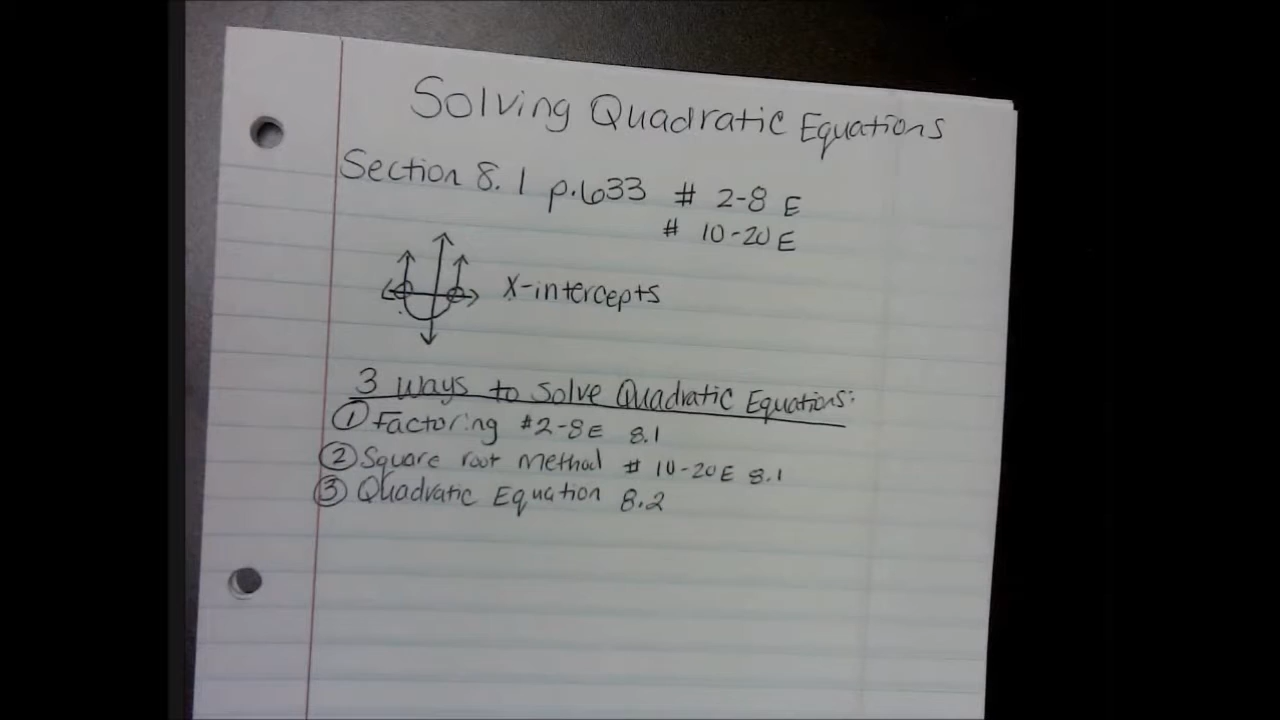 Solving Quadratic Equations
Section 8.1 p.633 # 2-8 E
# 10-20 E
X-intercepts
3 Ways to Solve Quadratic Equations:
① Factoring #2-8E 8.1
② Square root Method # 10-20E 8.1
③ Quadratic Equation 8.2